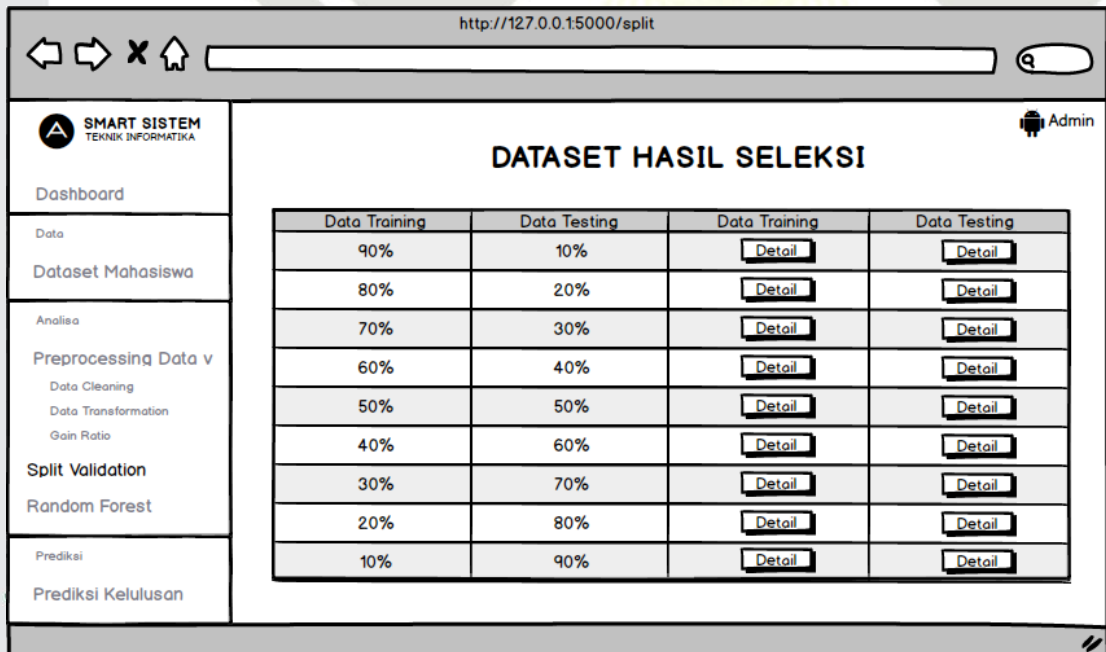 http://127.0.0.1:5000/split
SMART SISTEM
TEKNIK INFORMATIKA
Admin
DATASET HASIL SELEKSI
Dashboard
Data
Dataset Mahasiswa
Analisa
Preprocessing Data v
Data Cleaning
Data Transformation
Gain Ratio
Split Validation
Random Forest
Prediksi
Prediksi Kelulusan
Data Training Data Testing Data Training Data Testing
90% 10% Detail Detail
80% 20% Detail Detail
70% 30% Detail Detail
60% 40% Detail Detail
50% 50% Detail Detail
40% 60% Detail Detail
30% 70% Detail Detail
20% 80% Detail Detail
10% 90% Detail Detail